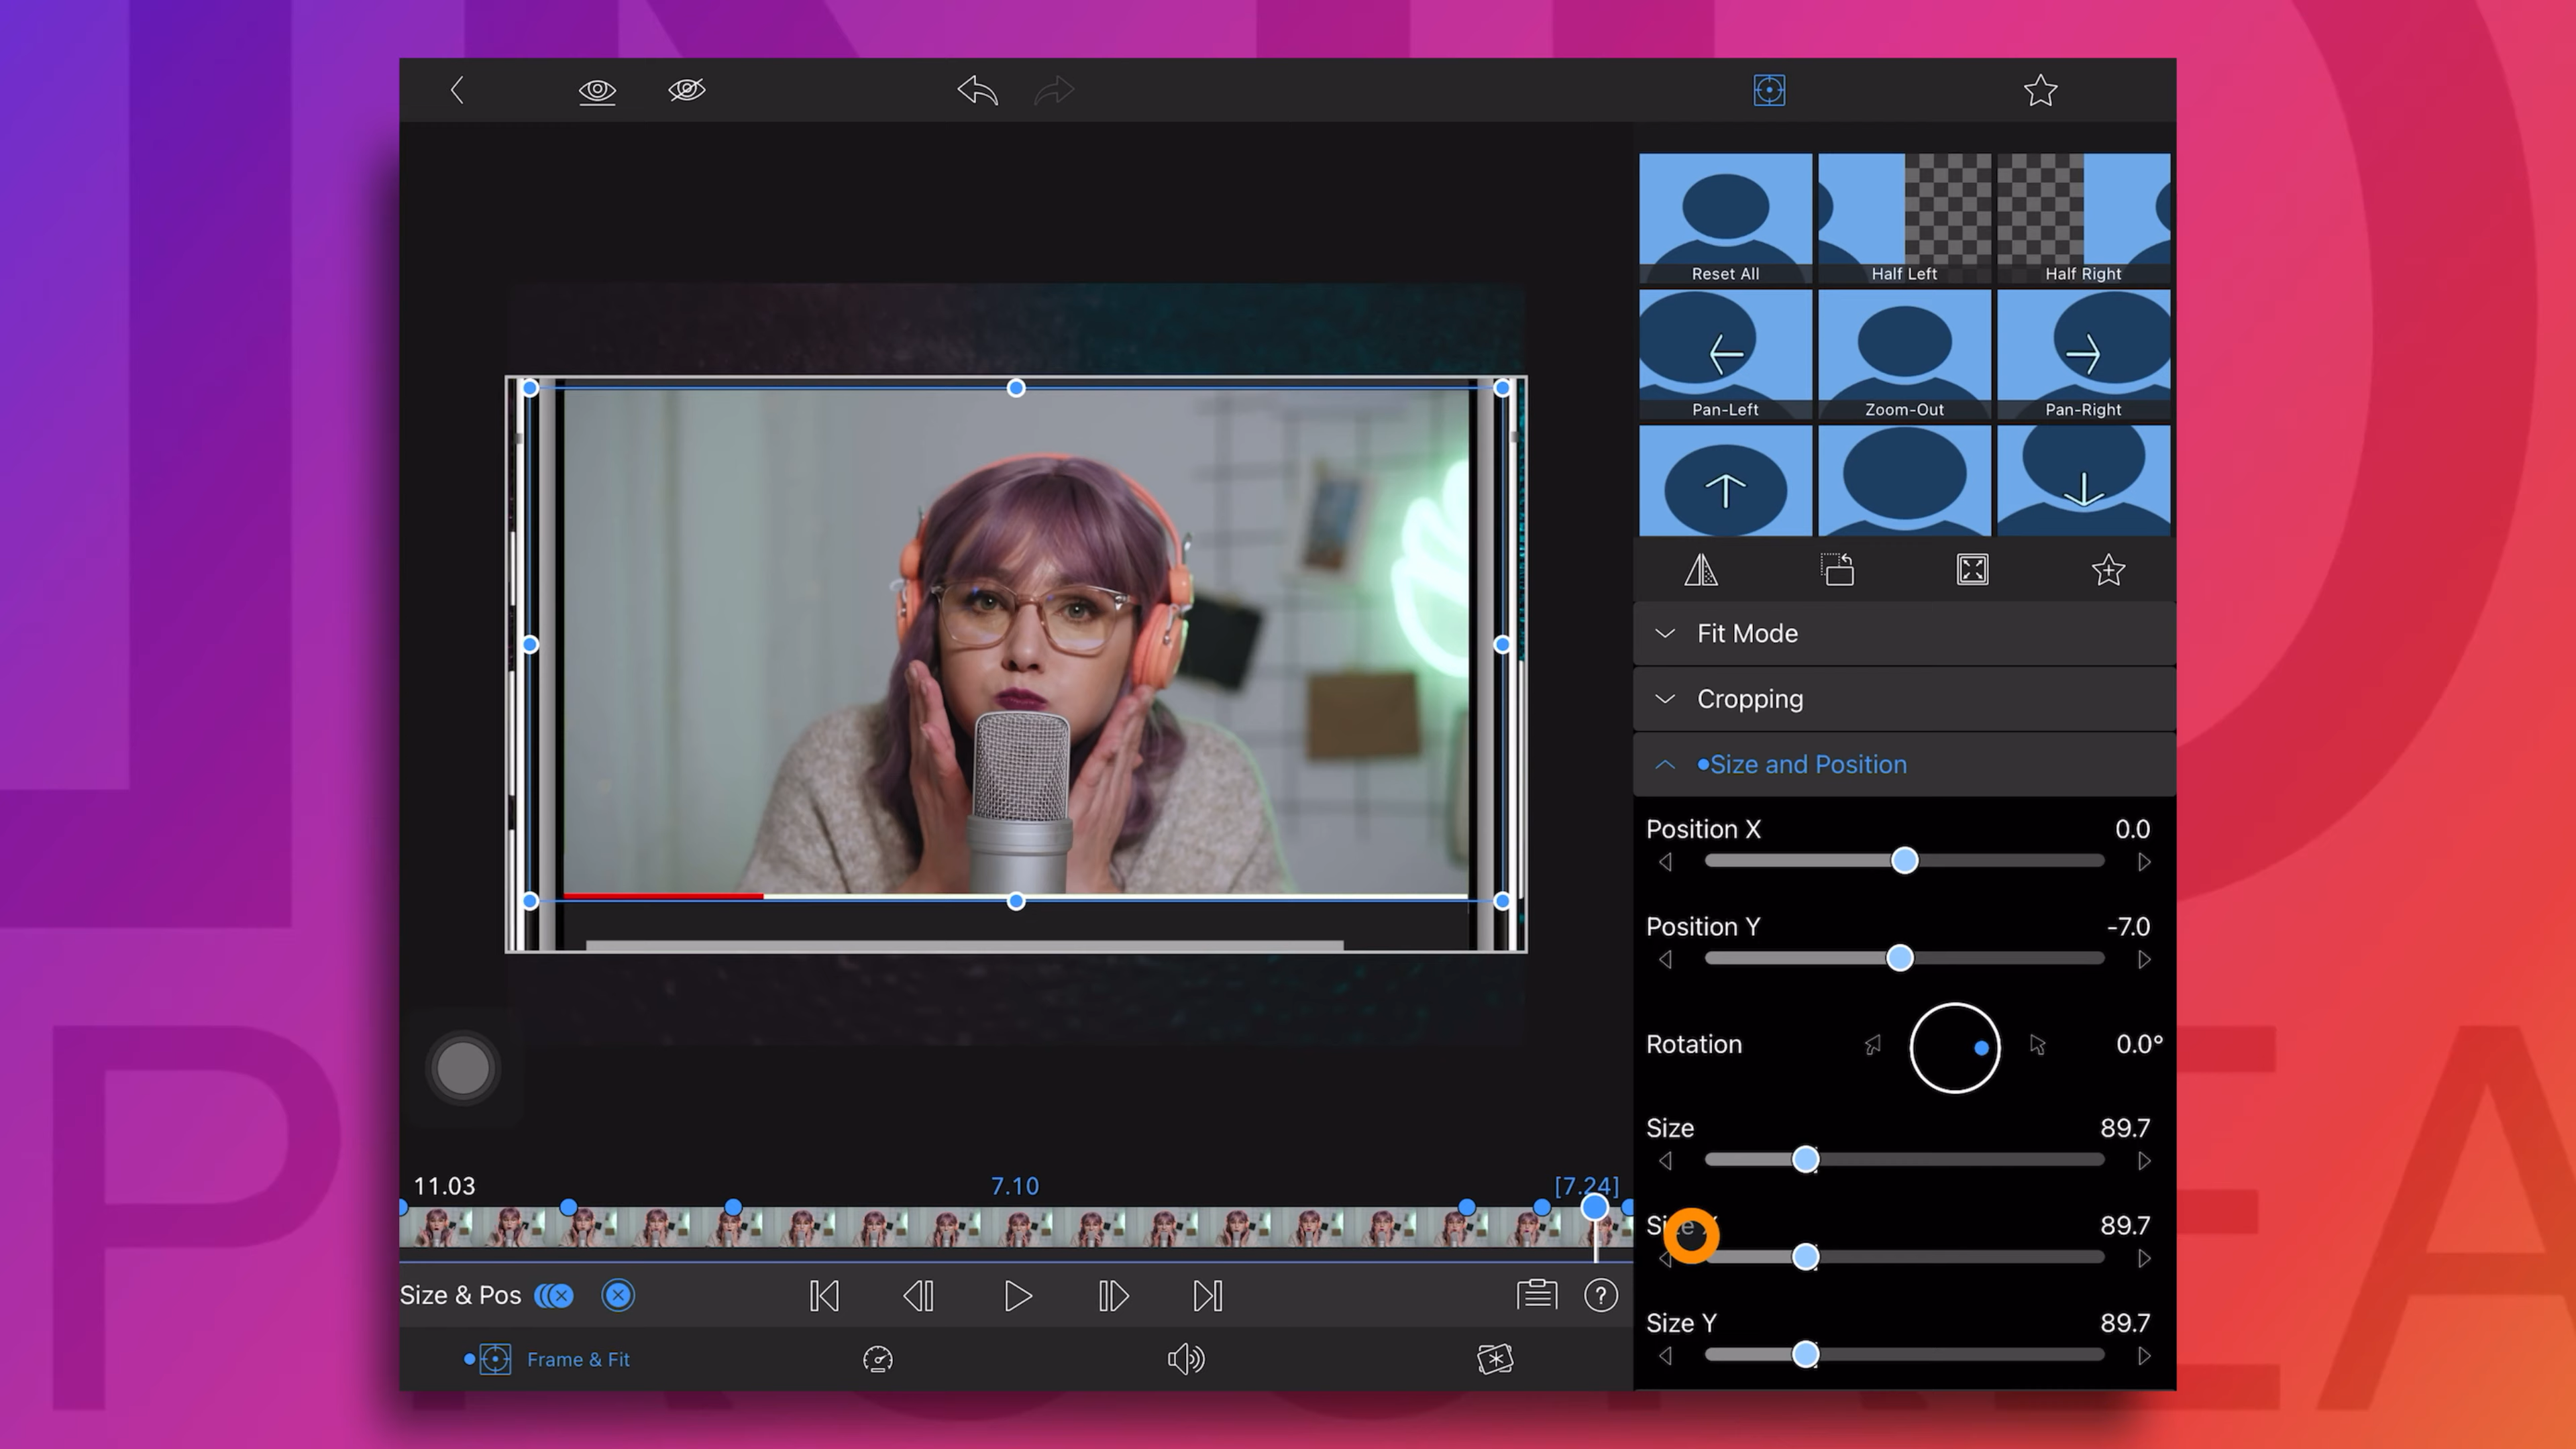 Reset All
Half Left
Half Right
Pan-Left
Zoom-Out
Pan-Right
Fit Mode
Cropping
Size and Position
Position X
0.0
Position Y
-7.0
Rotation
0.0°
Size
89.7
89.7
Size Y
89.7
11.03
7.10
[7.24]
Size & Pos
?
Frame & Fit